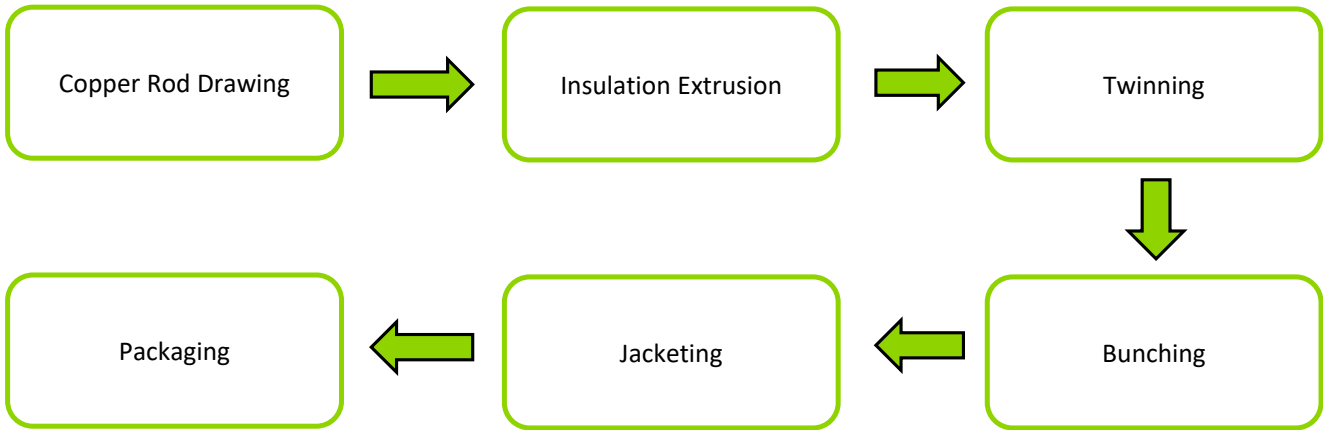 Copper Rod Drawing
Insulation Extrusion
Twinning
Bunching
Jacketing
Packaging